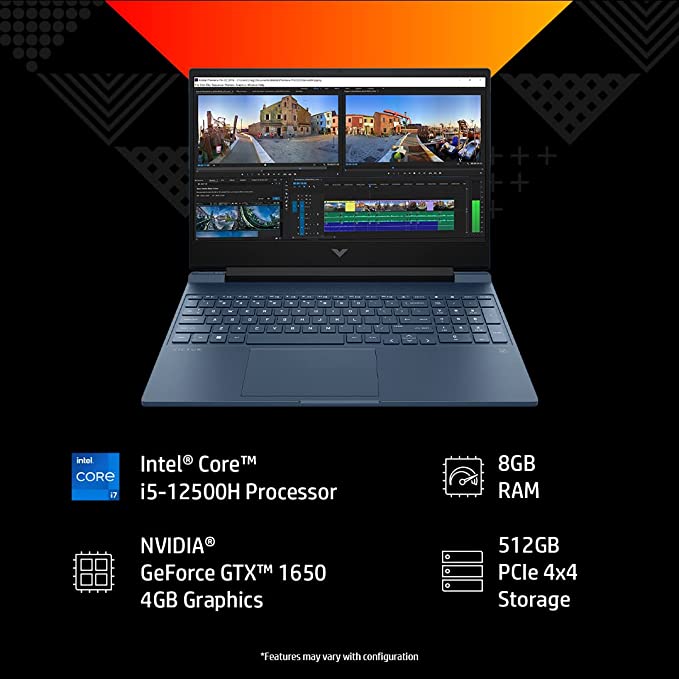 intel
CORE
i7
Intel® Core™
i5-12500H Processor
8GB
RAM
NVIDIA®
GeForce GTX™ 1650
4GB Graphics
512GB
PCIe 4x4
Storage
*Features may vary with configuration